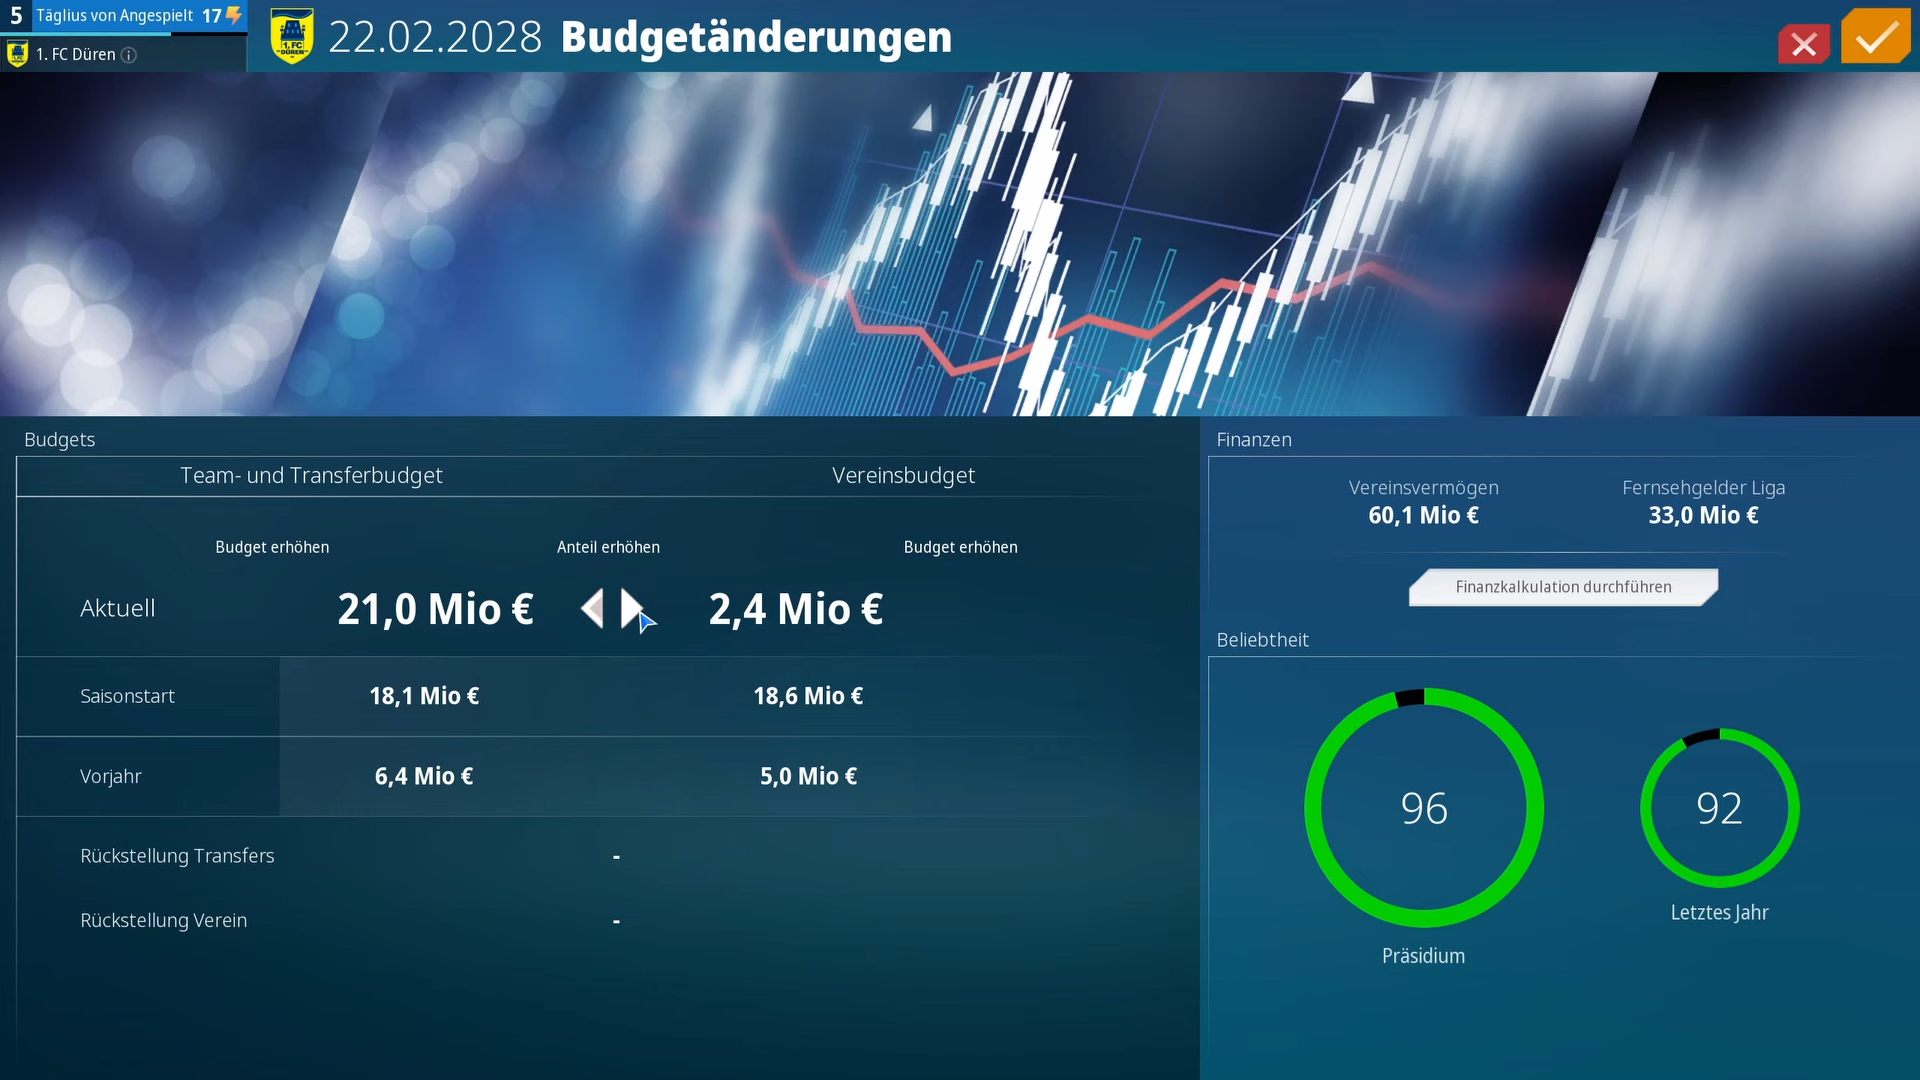 5 Täglius von Angespielt 17
1. FC Düren
1. FC
DÜREN
22.02.2028 Budgetänderungen
Budgets
Team- und Transferbudget
Vereinsbudget
Budget erhöhen
Anteil erhöhen
Budget erhöhen
Aktuell
21,0 Mio €
2,4 Mio €
Saisonstart
18,1 Mio €
18,6 Mio €
Vorjahr
6,4 Mio €
5,0 Mio €
Rückstellung Transfers
-
Rückstellung Verein
-
Finanzen
Vereinsvermögen
Fernsehgelder Liga
60,1 Mio €
33,0 Mio €
Finanzkalkulation durchführen
Beliebtheit
96
92
Letztes Jahr
Präsidium